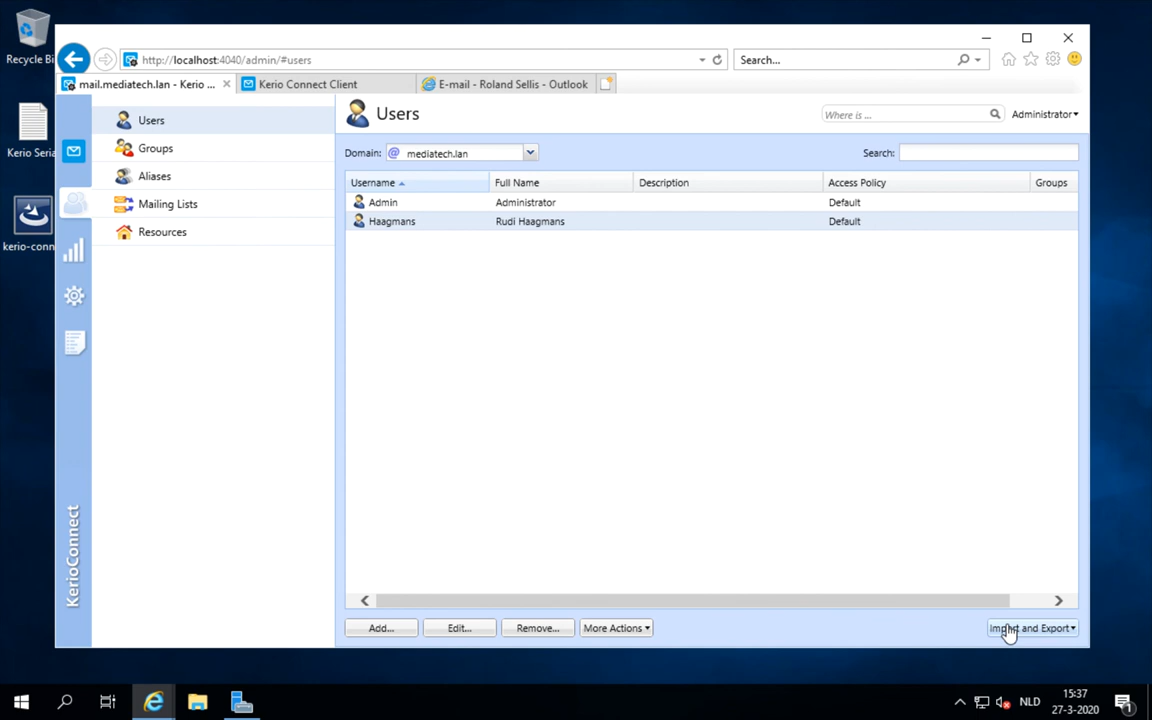 Recycle Bi
Kerio Seria
kerio-conn
http://localhost:4040/admin/#users
Search...
mail.mediatech.lan - Kerio ...
Kerio Connect Client
E-mail - Roland Sellis - Outlook
Users
Groups
Aliases
Mailing Lists
Resources
KerioConnect
Users
Where is ...
Administrator
Domain:
@ mediatech.lan
Search:
Username
Full Name
Description
Access Policy
Groups
Admin
Administrator
Default
Haagmans
Rudi Haagmans
Default
Add...
Edit...
Remove...
More Actions
Import and Export
NLD
15:37
27-3-2020
1